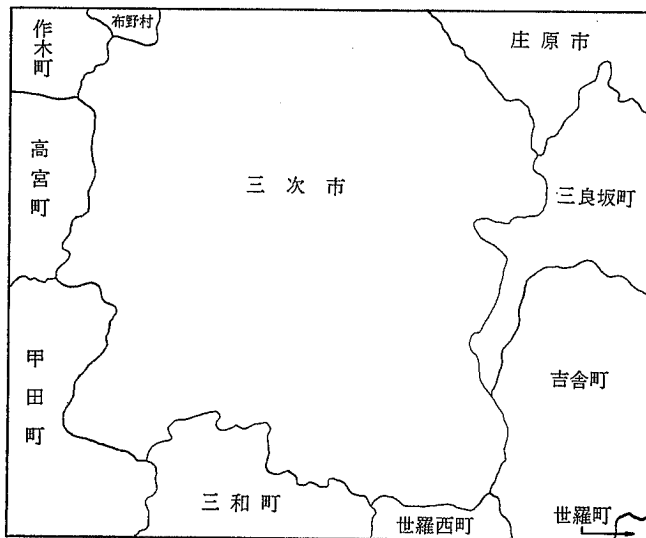 作木町
布野村
庄原市
高宮町
三次市
三良坂町
甲田町
吉舎町
三和町
世羅西町
世羅町